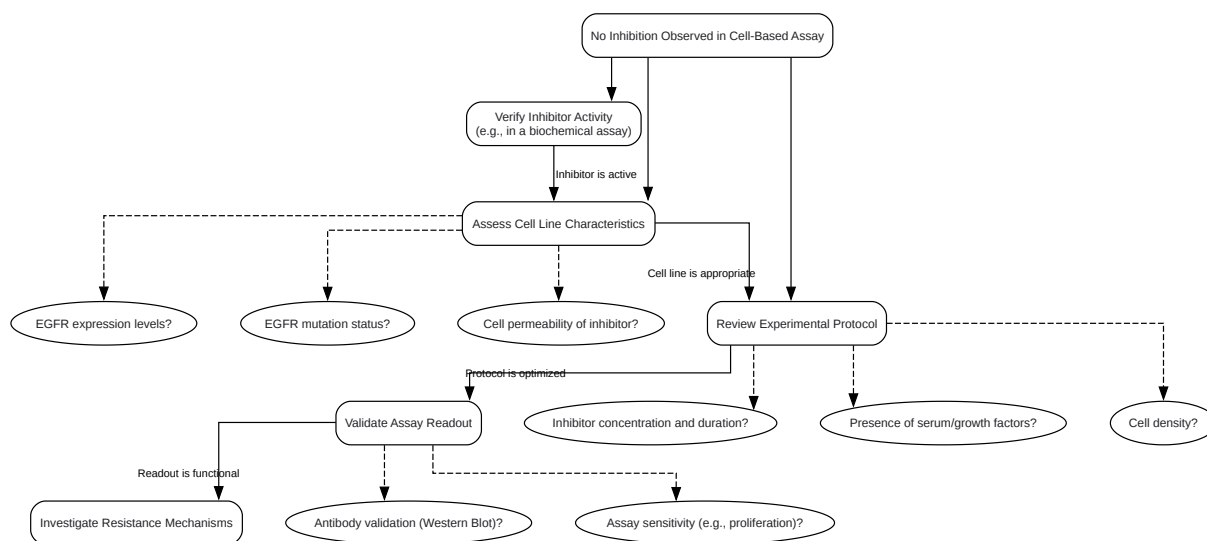 No Inhibition Observed in Cell-Based Assay
Verify Inhibitor Activity
(e.g., in a biochemical assay)
Inhibitor is active
Assess Cell Line Characteristics
Cell line is appropriate
EGFR expression levels?
EGFR mutation status?
Cell permeability of inhibitor?
Review Experimental Protocol
Protocol is optimized
Validate Assay Readout
Inhibitor concentration and duration?
Presence of serum/growth factors?
Cell density?
Readout is functional
Investigate Resistance Mechanisms
Antibody validation (Western Blot)?
Assay sensitivity (e.g., proliferation)?